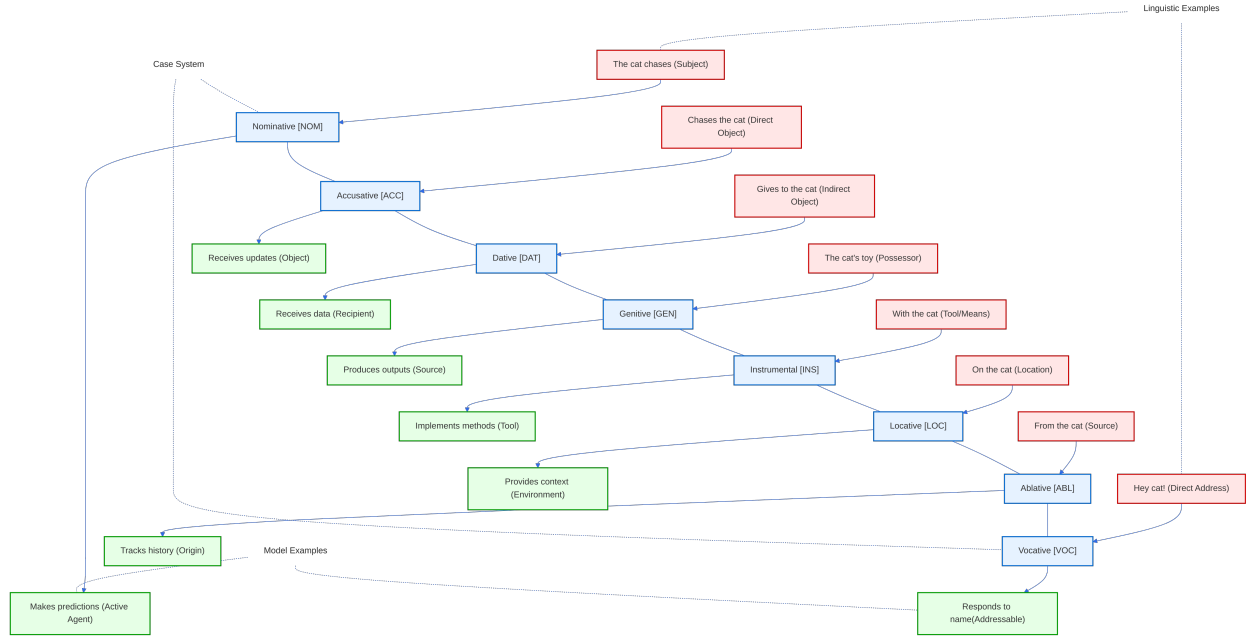 Linguistic Examples
Case System
The cat chases (Subject)
Nominative [NOM]
Chases the cat (Direct
Object)
Accusative [ACC]
Gives to the cat (Indirect
Object)
Receives updates (Object)
Dative [DAT]
The cat's toy (Possessor)
Receives data (Recipient)
Genitive [GEN]
With the cat (Tool/Means)
Produces outputs (Source)
Instrumental [INS]
On the cat (Location)
Implements methods (Tool)
Locative [LOC]
From the cat (Source)
Provides context
(Environment)
Ablative [ABL]
Hey cat! (Direct Address)
Tracks history (Origin)
Model Examples
Vocative [VOC]
Makes predictions (Active
Agent)
Responds to
name(Addressable)